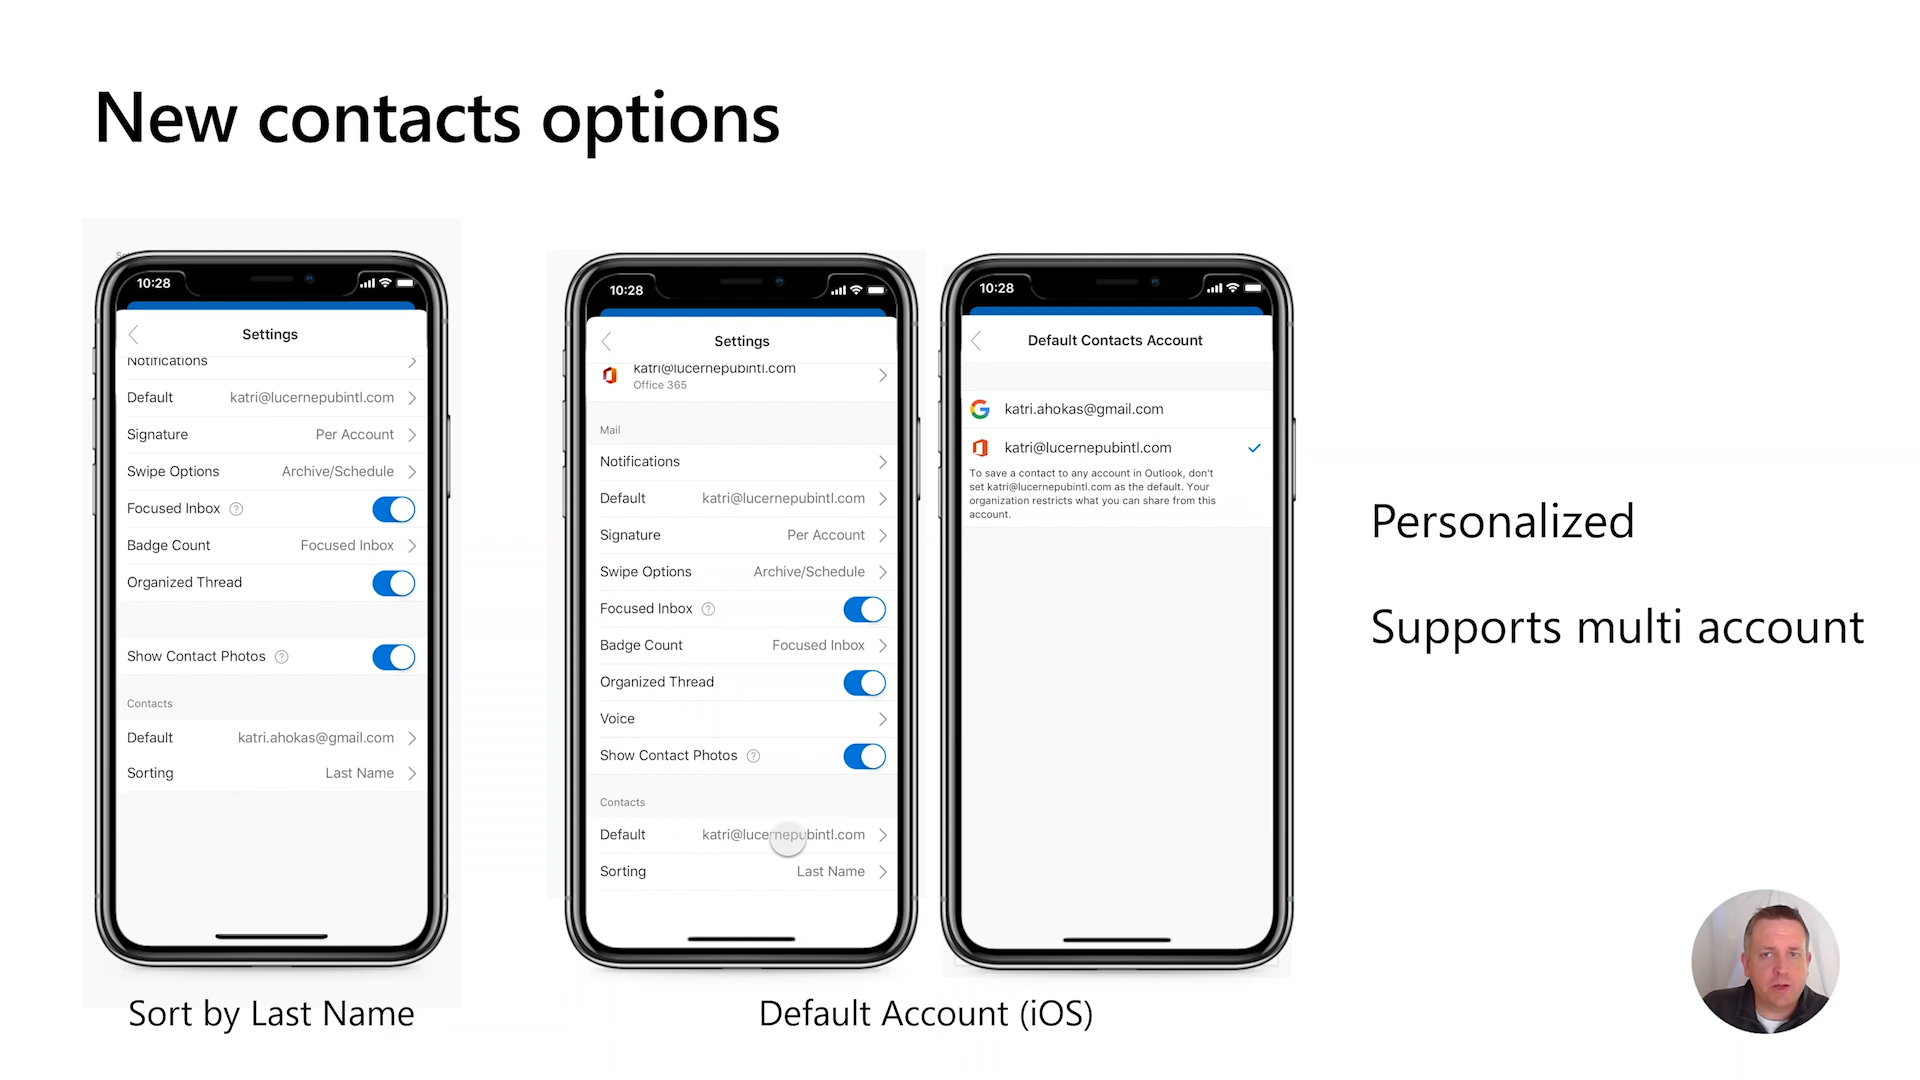 New contacts options
10:28
Settings
Notifications
Default katri@lucernepubintl.com
Signature Per Account
Swipe Options Archive/Schedule
Focused Inbox ?
Badge Count Focused Inbox
Organized Thread
Show Contact Photos ?
Contacts
Default katri.ahokas@gmail.com
Sorting Last Name
Sort by Last Name
10:28
Settings
katri@lucernepubintl.com
Office 365
Mail
Notifications
Default katri@lucernepubintl.com
Signature Per Account
Swipe Options Archive/Schedule
Focused Inbox ?
Badge Count Focused Inbox
Organized Thread
Voice
Show Contact Photos ?
Contacts
Default katri@lucernepubintl.com
Sorting Last Name
10:28
Default Contacts Account
katri.ahokas@gmail.com
katri@lucernepubintl.com
To save a contact to any account in Outlook, don't
set katri@lucernepubintl.com as the default. Your
organization restricts what you can share from this
account.
Default Account (iOS)
Personalized
Supports multi account